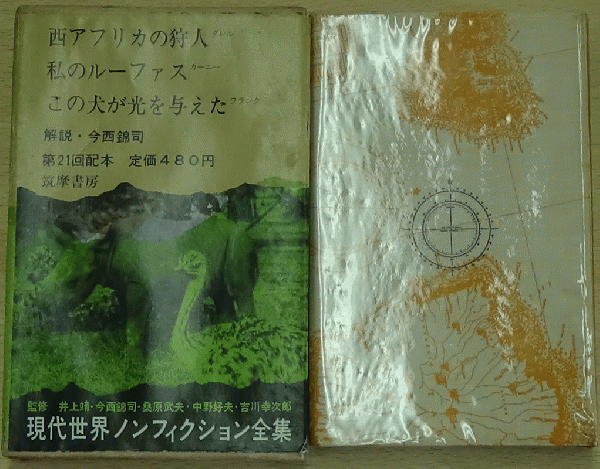 西アフリカの狩人 ダレル
私のルーファス カーニー
この犬が光を与えた フランク
解説・今西錦司
第21回配本 定価480円
筑摩書房
監修 井上靖・今西錦司・桑原武夫・中野好夫・吉川幸次郎
現代世界ノンフィクション全集